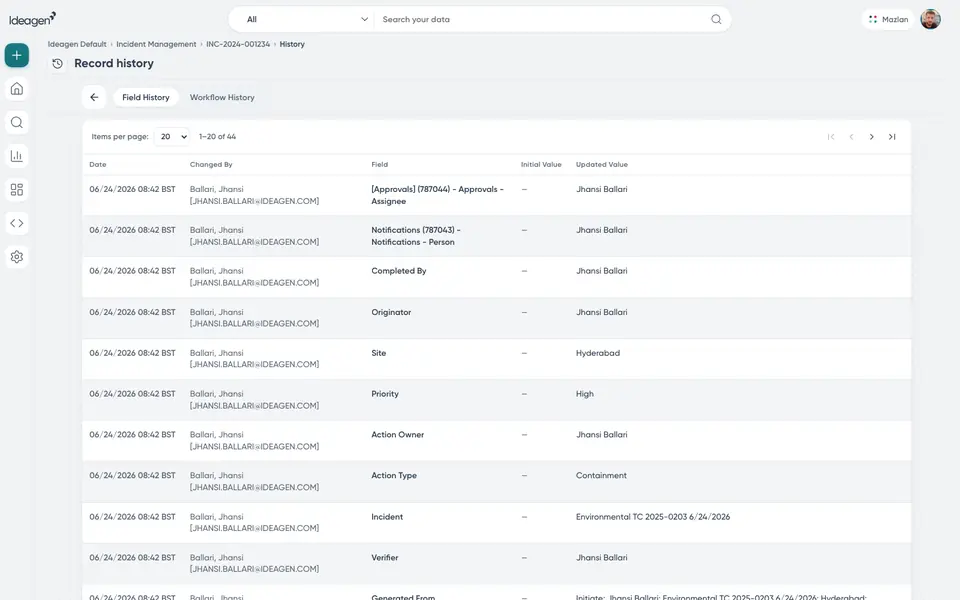 Ideagen
All
Search your data
Mazlan
Ideagen Default › Incident Management › INC-2024-001234 › History
Record history
Field History
Workflow History
Items per page: 20 1–20 of 44
Date Changed By Field Initial Value Updated Value
06/24/2026 08:42 BST Ballari, Jhansi [Approvals] (787044) - Approvals - – Jhansi Ballari
[JHANSI.BALLARI@IDEAGEN.COM] Assignee
06/24/2026 08:42 BST Ballari, Jhansi Notifications (787043) - – Jhansi Ballari
[JHANSI.BALLARI@IDEAGEN.COM] Notifications - Person
06/24/2026 08:42 BST Ballari, Jhansi Completed By – Jhansi Ballari
[JHANSI.BALLARI@IDEAGEN.COM]
06/24/2026 08:42 BST Ballari, Jhansi Originator – Jhansi Ballari
[JHANSI.BALLARI@IDEAGEN.COM]
06/24/2026 08:42 BST Ballari, Jhansi Site – Hyderabad
[JHANSI.BALLARI@IDEAGEN.COM]
06/24/2026 08:42 BST Ballari, Jhansi Priority – High
[JHANSI.BALLARI@IDEAGEN.COM]
06/24/2026 08:42 BST Ballari, Jhansi Action Owner – Jhansi Ballari
[JHANSI.BALLARI@IDEAGEN.COM]
06/24/2026 08:42 BST Ballari, Jhansi Action Type – Containment
[JHANSI.BALLARI@IDEAGEN.COM]
06/24/2026 08:42 BST Ballari, Jhansi Incident – Environmental TC 2025-0203 6/24/2026
[JHANSI.BALLARI@IDEAGEN.COM]
06/24/2026 08:42 BST Ballari, Jhansi Verifier – Jhansi Ballari
[JHANSI.BALLARI@IDEAGEN.COM]
06/24/2026 08:42 BST Ballari, Jhansi Generated From – Initiate: Jhansi Ballari; Environmental TC 2025-0203 6/24/2026; Hyderabad;